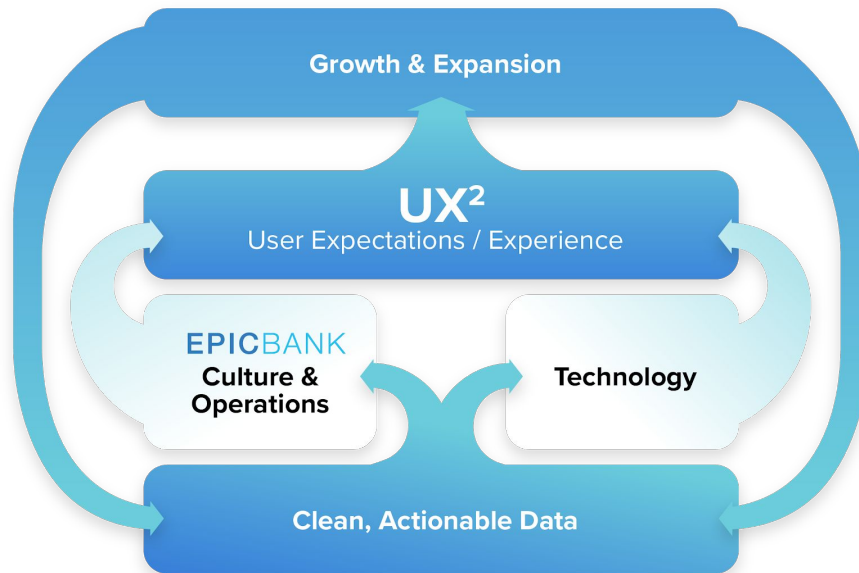 Growth & Expansion
UX²
User Expectations / Experience
EPICBANK
Culture &
Operations
Technology
Clean, Actionable Data